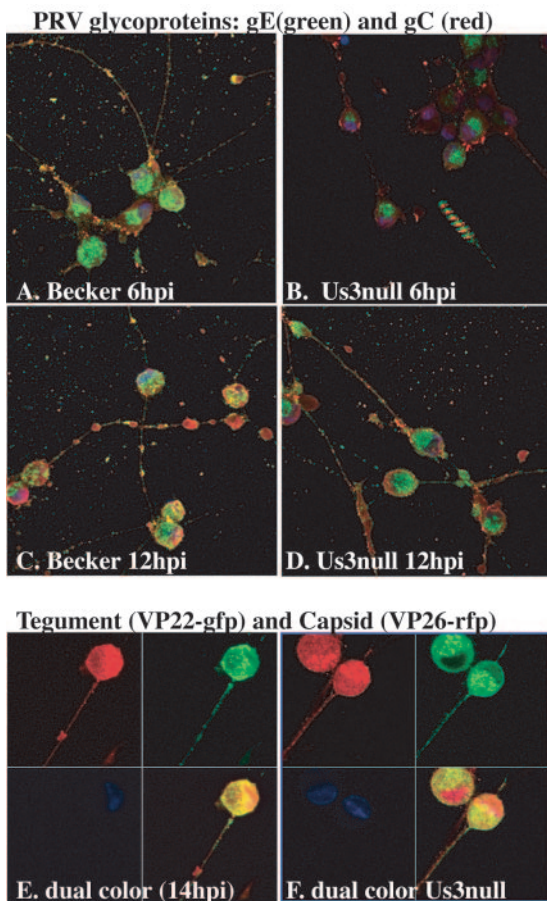 PRV glycoproteins: gE(green) and gC (red)
A. Becker 6hpi
B. Us3null 6hpi
C. Becker 12hpi
D. Us3null 12hpi
Tegument (VP22-gfp) and Capsid (VP26-rfp)
E. dual color (14hpi)
F. dual color Us3null